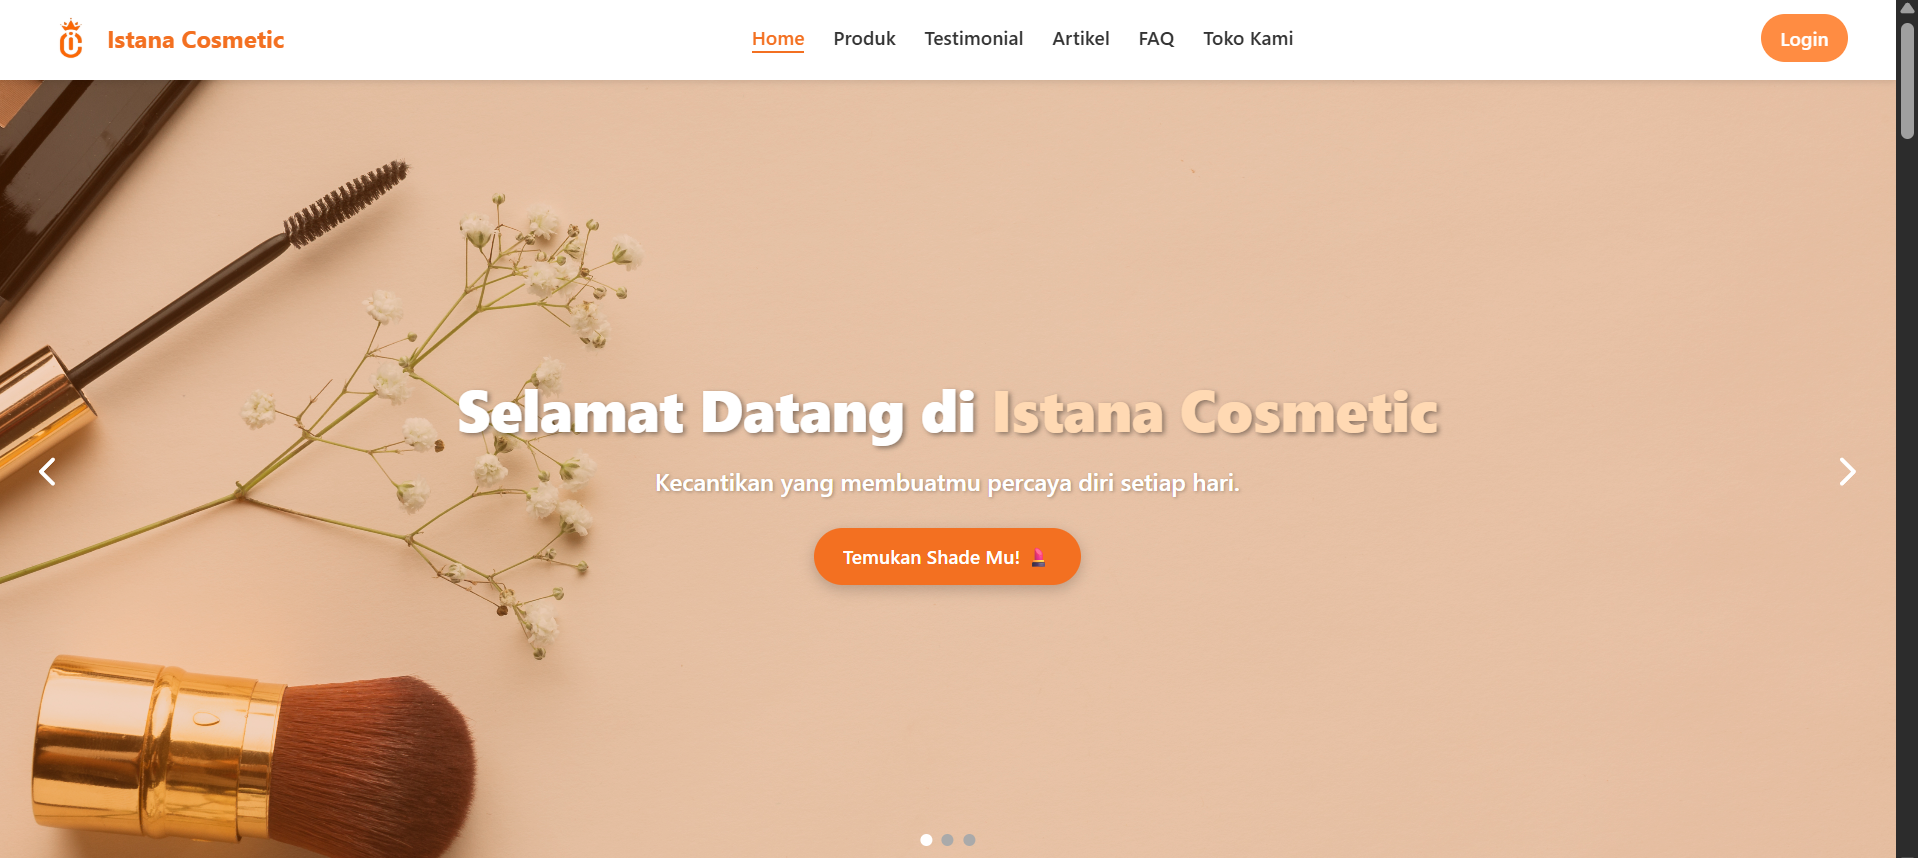 Istana Cosmetic
Home Produk Testimonial Artikel FAQ Toko Kami
Login
Selamat Datang di Istana Cosmetic
Kecantikan yang membuatmu percaya diri setiap hari.
Temukan Shade Mu! 💄